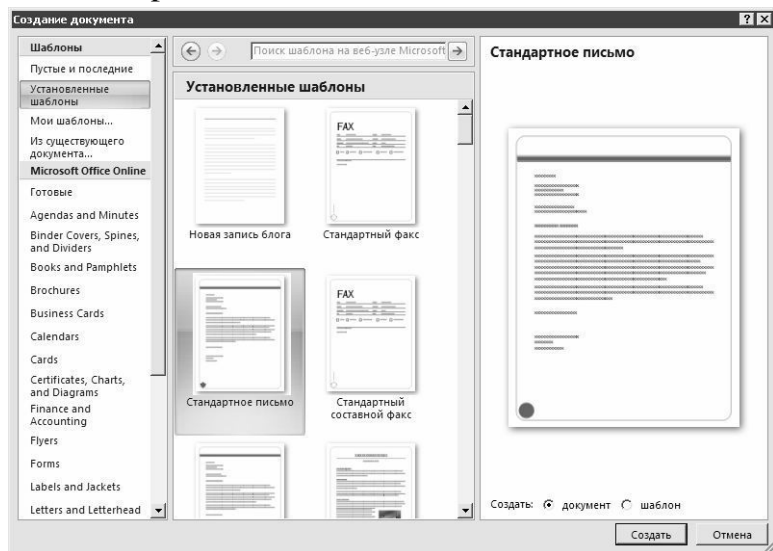 Создание документа
Шаблоны
Пустые и последние
Установленные
шаблоны
Мои шаблоны...
Из существующего
документа...
Microsoft Office Online
Готовые
Agendas and Minutes
Binder Covers, Spines,
and Dividers
Books and Pamphlets
Brochures
Business Cards
Calendars
Cards
Certificates, Charts,
and Diagrams
Finance and
Accounting
Flyers
Forms
Labels and Jackets
Letters and Letterhead
Поиск шаблона на веб-узле Microsoft
Установленные шаблоны
Новая запись блога
FAX
Стандартный факс
Стандартное письмо
FAX
Стандартный
составной факс
Стандартное письмо
Создать: документ шаблон
Создать Отмена